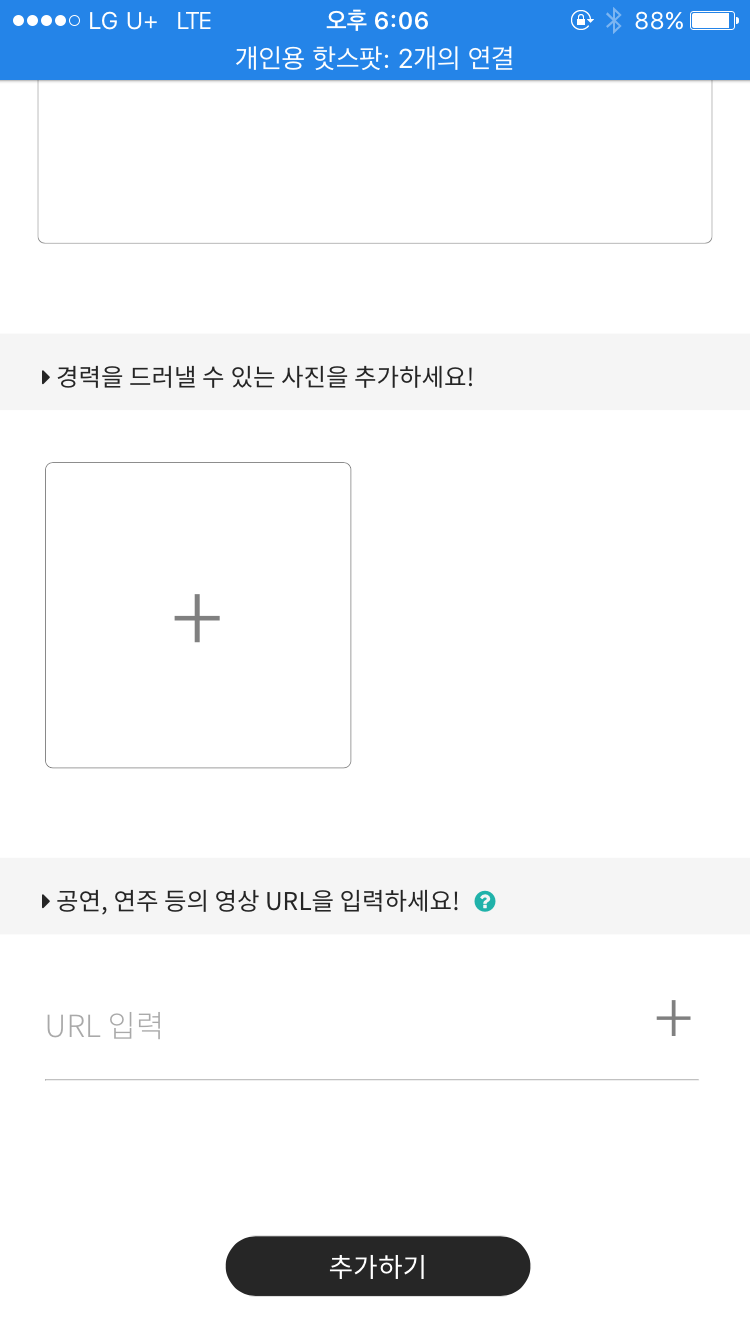 LG U+ LTE 오후 6:06 88%
개인용 핫스팟: 2개의 연결
경력을 드러낼 수 있는 사진을 추가하세요!
공연, 연주 등의 영상 URL을 입력하세요! ?
URL 입력
추가하기